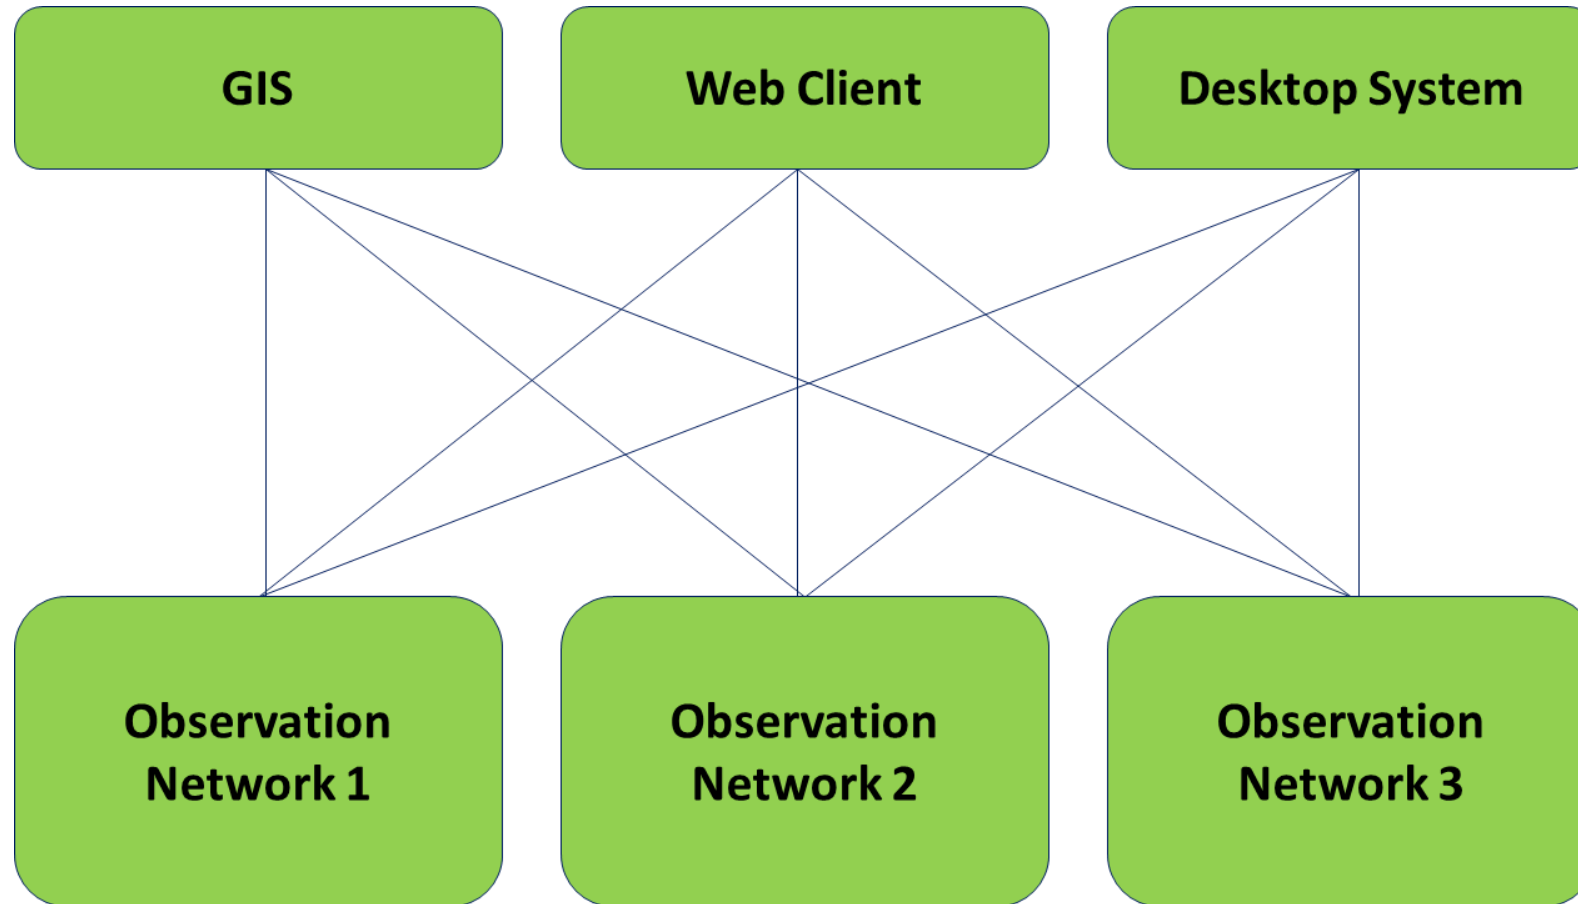 GIS
Web Client
Desktop System
Observation
Network 1
Observation
Network 2
Observation
Network 3